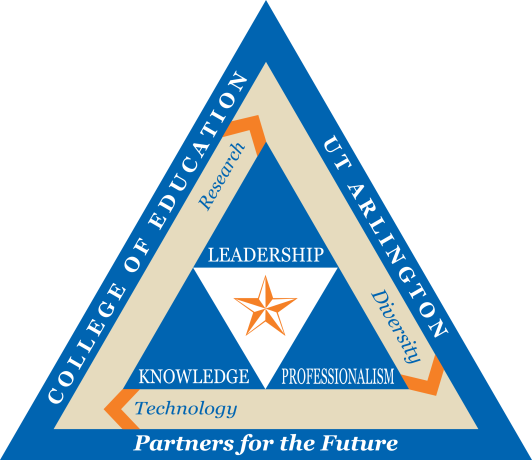 COLLEGE OF EDUCATION
UT ARLINGTON
Research
Diversity
LEADERSHIP
KNOWLEDGE
PROFESSIONALISM
Technology
Partners for the Future